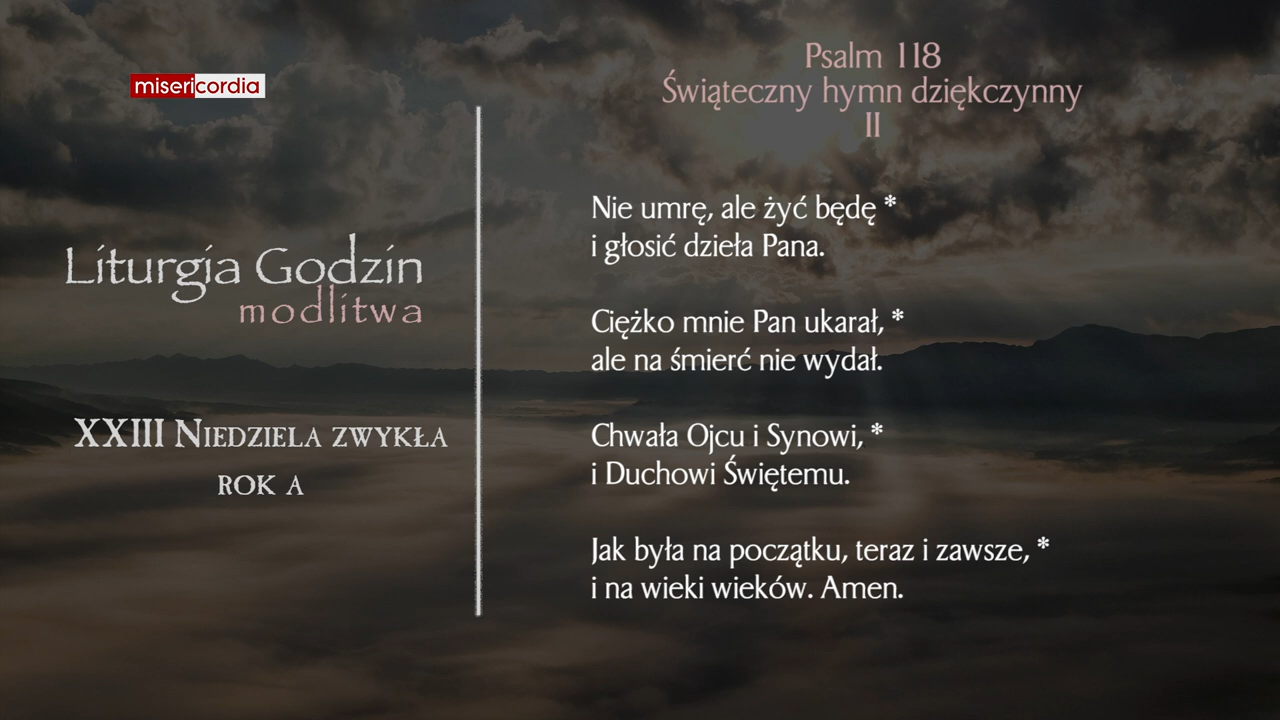 misericordia
Liturgia Godzin
modlitwa
XXIII Niedziela zwykła
rok A
Psalm 118
Świąteczny hymn dziękczynny
II
Nie umrę, ale żyć będę *
i głosić dzieła Pana.
Ciężko mnie Pan ukarał, *
ale na śmierć nie wydał.
Chwała Ojcu i Synowi, *
i Duchowi Świętemu.
Jak była na początku, teraz i zawsze, *
i na wieki wieków. Amen.